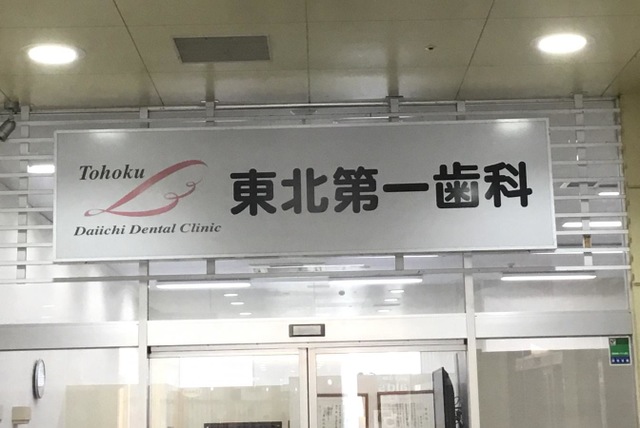 Tohoku
Daiichi Dental Clinic
東北第一歯科